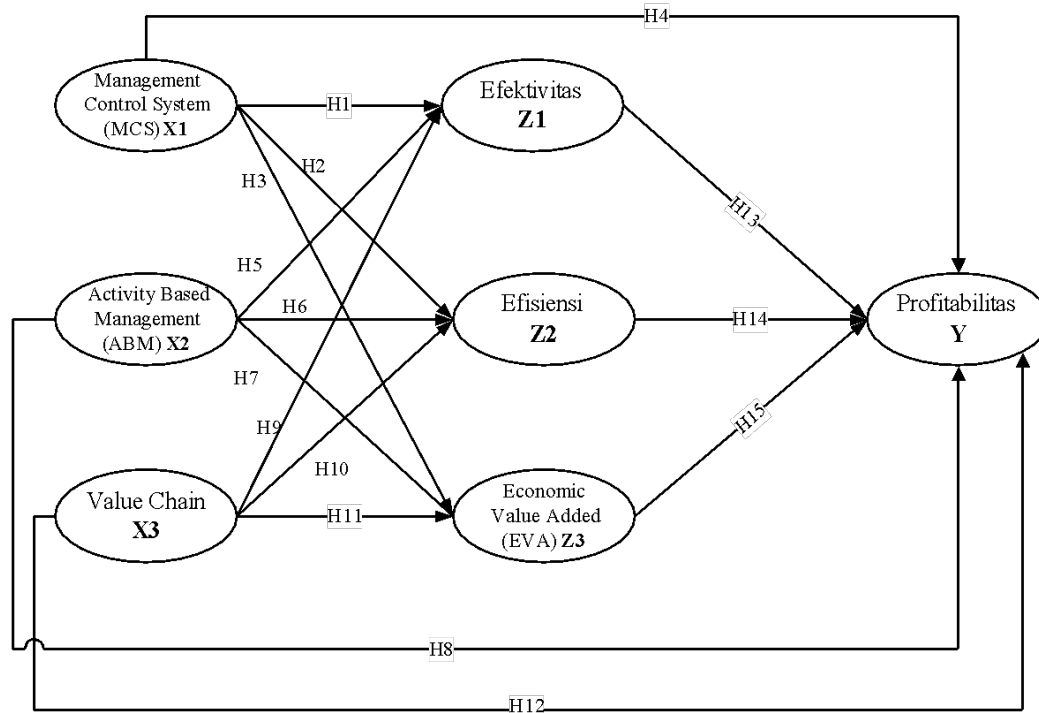 H4
Management
Control System
(MCS) X1
H1
Efektivitas
Z1
H2
H3
H13
H5
Activity Based
Management
(ABM) X2
H6
Efisiensi
Z2
H14
Profitabilitas
Y
H7
H9
H15
H10
Value Chain
X3
H11
Economic
Value Added
(EVA) Z3
H8
H12